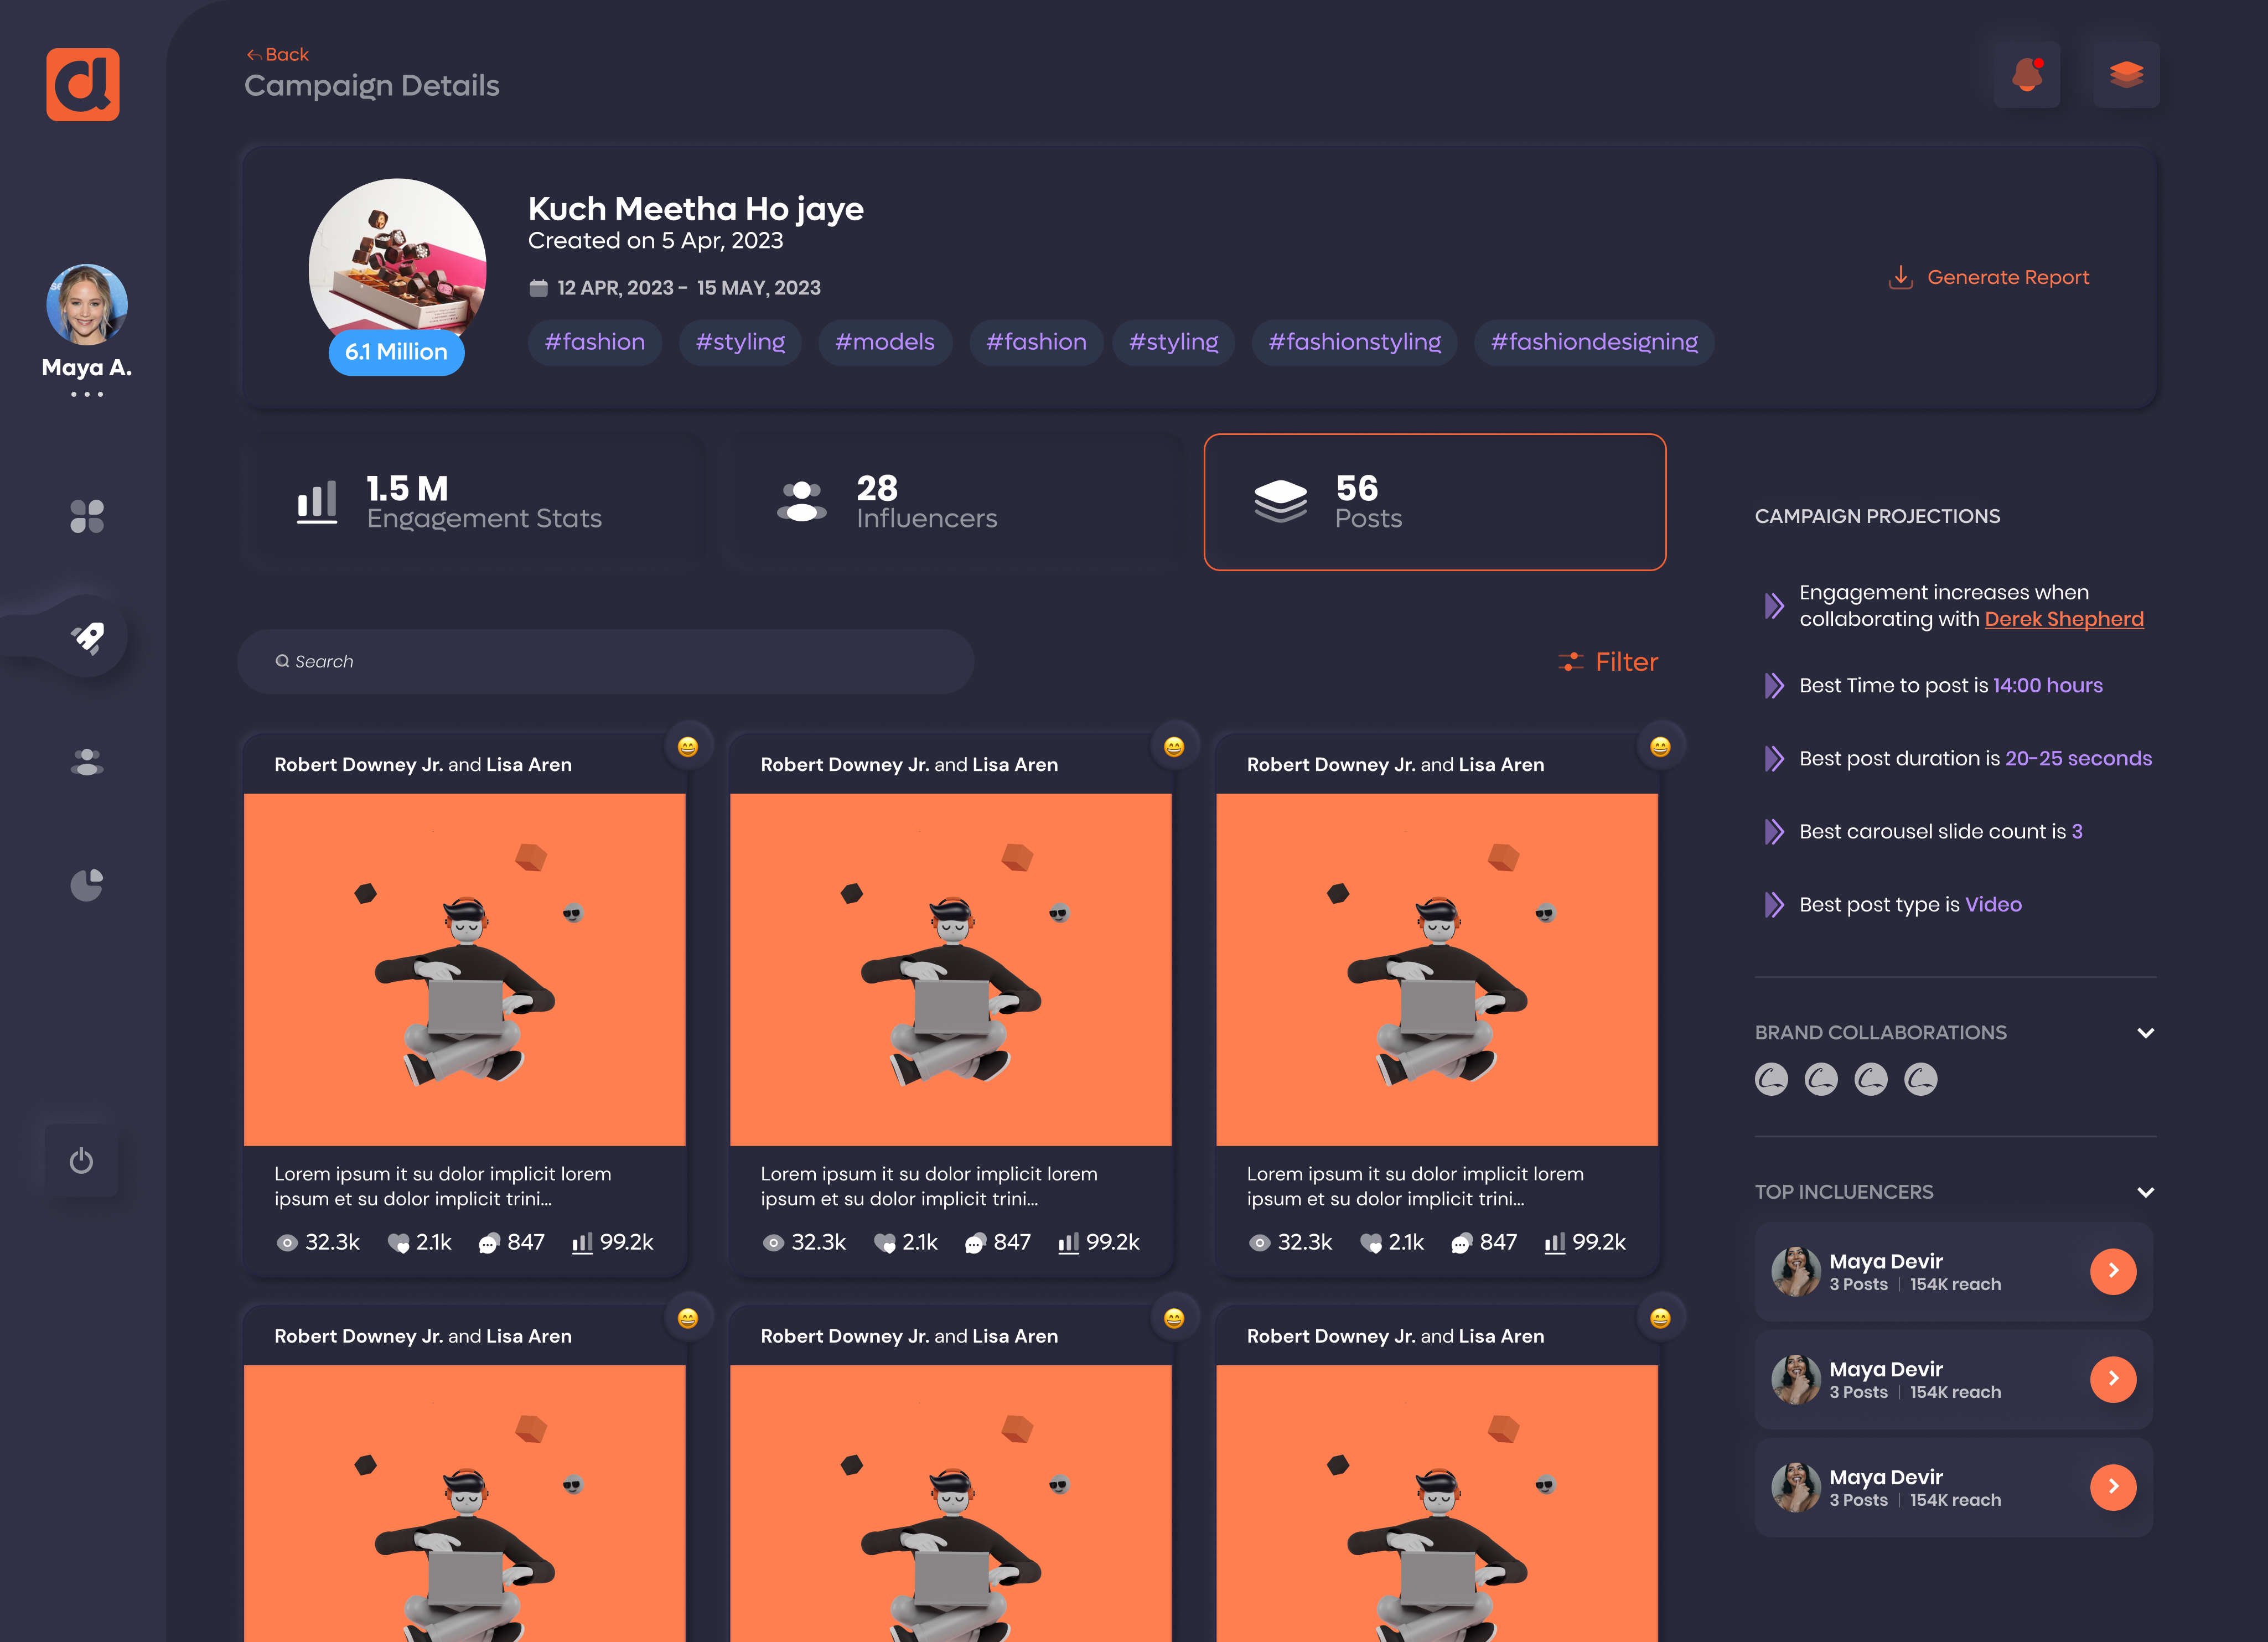 Back
Campaign Details
Maya A.
Kuch Meetha Ho jaye
Created on 5 Apr, 2023
12 APR, 2023 - 15 MAY, 2023
6.1 Million
#fashion #styling #models #fashion #styling #fashionstyling #fashiondesigning
Generate Report
1.5 M
Engagement Stats
28
Influencers
56
Posts
Search
Filter
Robert Downey Jr. and Lisa Aren
Lorem ipsum it su dolor implicit lorem
ipsum et su dolor implicit trini...
32.3k 2.1k 847 99.2k
Robert Downey Jr. and Lisa Aren
Lorem ipsum it su dolor implicit lorem
ipsum et su dolor implicit trini...
32.3k 2.1k 847 99.2k
Robert Downey Jr. and Lisa Aren
Lorem ipsum it su dolor implicit lorem
ipsum et su dolor implicit trini...
32.3k 2.1k 847 99.2k
Robert Downey Jr. and Lisa Aren
Robert Downey Jr. and Lisa Aren
Robert Downey Jr. and Lisa Aren
CAMPAIGN PROJECTIONS
Engagement increases when
collaborating with Derek Shepherd
Best Time to post is 14:00 hours
Best post duration is 20-25 seconds
Best carousel slide count is 3
Best post type is Video
BRAND COLLABORATIONS
TOP INCLUENCERS
Maya Devir
3 Posts | 154K reach
Maya Devir
3 Posts | 154K reach
Maya Devir
3 Posts | 154K reach